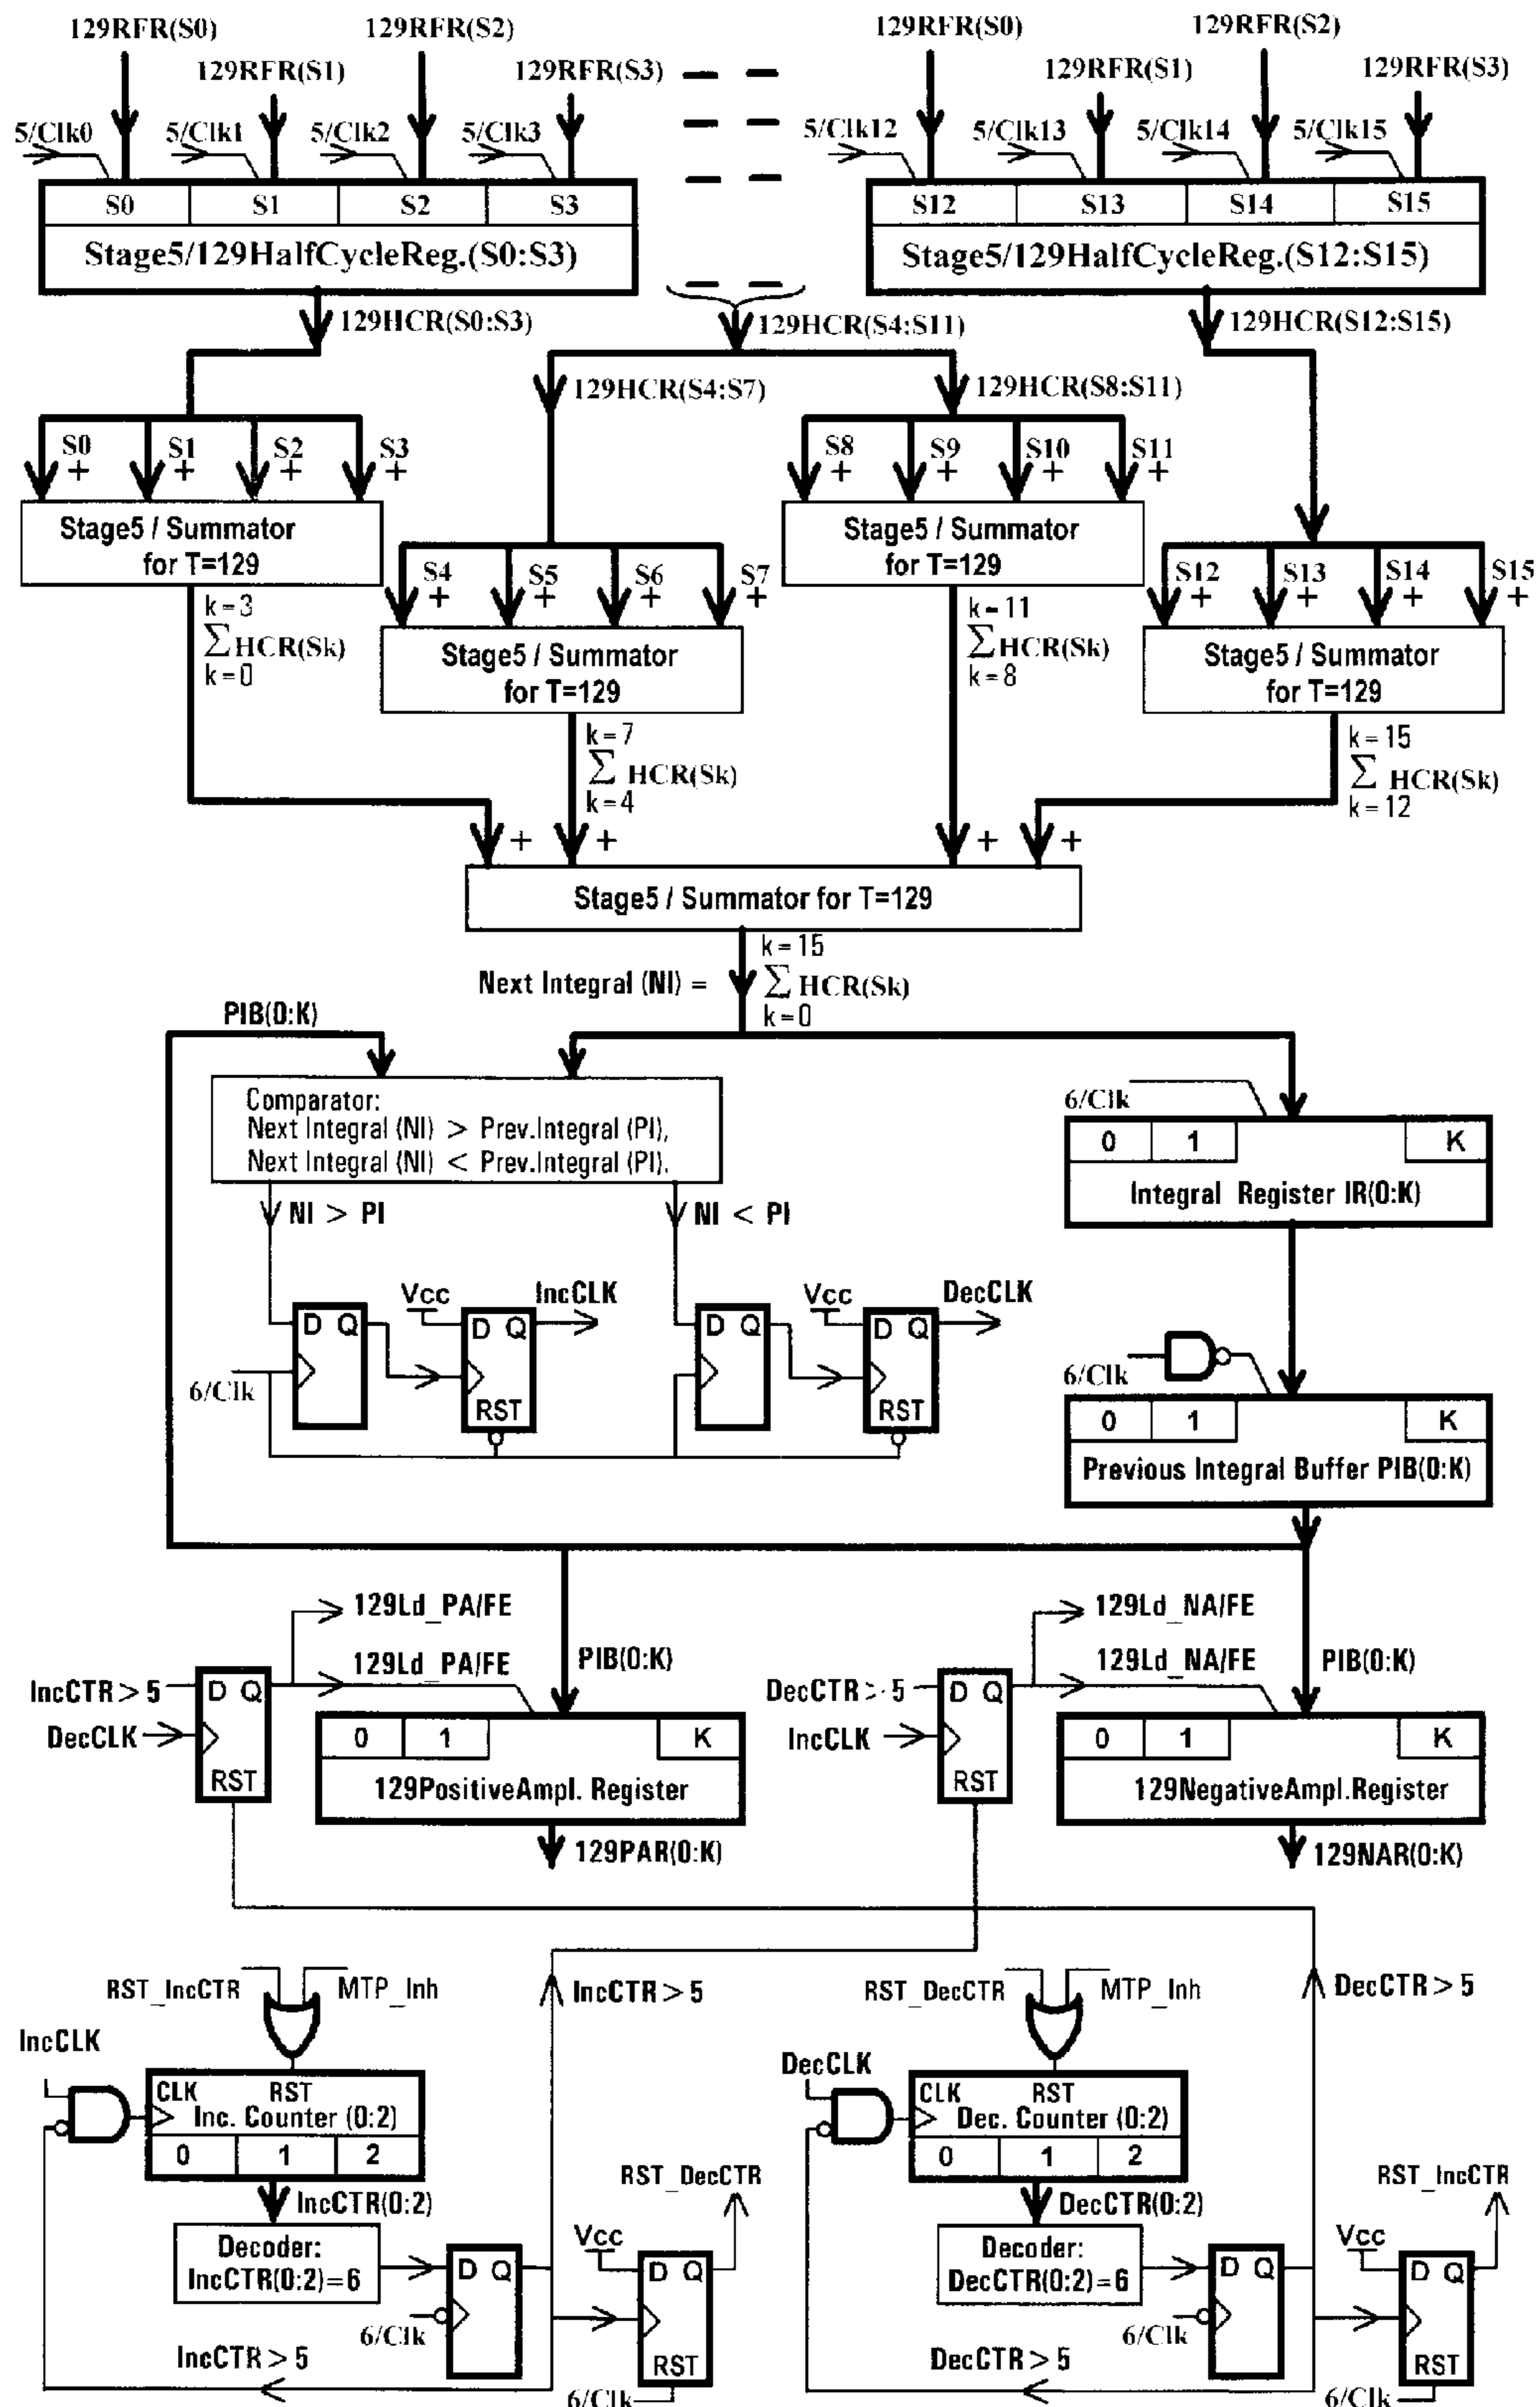 129RFR(S0)
129RFR(S2)
129RFR(S0)
129RFR(S2)
129RFR(S1)
129RFR(S3)
129RFR(S1)
129RFR(S3)
5/Clk0
5/Clk1
5/Clk2
5/Clk3
5/Clk12
5/Clk13
5/Clk14
5/Clk15
S0 S1 S2 S3
S12 S13 S14 S15
Stage5/129HalfCycleReg.(S0:S3)
Stage5/129HalfCycleReg.(S12:S15)
129HCR(S0:S3)
129HCR(S4:S11)
129HCR(S12:S15)
129HCR(S4:S7)
129HCR(S8:S11)
S0 + S1 + S2 + S3 +
S8 + S9 + S10 + S11 +
Stage5 / Summator
for T=129
Stage5 / Summator
for T=129
S4 + S5 + S6 + S7 +
S12 + S13 + S14 + S15 +
k=3
∑HCR(Sk)
k=0
Stage5 / Summator
for T=129
k=11
∑HCR(Sk)
k=8
Stage5 / Summator
for T=129
k=7
∑ HCR(Sk)
k=4
k=15
∑ HCR(Sk)
k=12
+ + + +
Stage5 / Summator for T=129
k=15
Next Integral (NI) = ∑ HCR(Sk)
k=0
PIB(0:K)
Comparator:
Next Integral (NI) > Prev.Integral (PI),
Next Integral (NI) < Prev.Integral (PI).
6/Clk
0 1 K
Integral Register IR(0:K)
NI > PI
NI < PI
Vcc
IncCLK
Vcc
DecCLK
D Q
D Q
D Q
D Q
6/Clk
RST
RST
6/Clk
0 1 K
Previous Integral Buffer PIB(0:K)
129Ld_PA/FE
129Ld_NA/FE
129Ld_PA/FE
PIB(0:K)
129Ld_NA/FE
PIB(0:K)
IncCTR > 5
D Q
DecCTR > 5
D Q
DecCLK
IncCLK
0 1 K
0 1 K
RST
129PositiveAmpl. Register
RST
129NegativeAmpl.Register
129PAR(0:K)
129NAR(0:K)
RST_IncCTR
MTP_Inh
IncCTR > 5
RST_DecCTR
MTP_Inh
DecCTR > 5
IncCLK
DecCLK
CLK RST
Inc. Counter (0:2)
0 1 2
CLK RST
Dec. Counter (0:2)
0 1 2
RST_DecCTR
RST_IncCTR
IncCTR(0:2)
DecCTR(0:2)
Decoder:
IncCTR(0:2)=6
D Q
Vcc
D Q
Decoder:
DecCTR(0:2)=6
D Q
Vcc
D Q
6/Clk
6/Clk
IncCTR > 5
RST
DecCTR > 5
RST
6/Clk
6/Clk